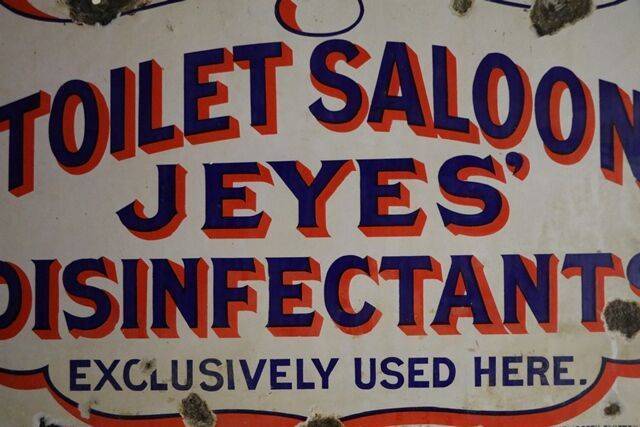 TOILET SALOON
JEYES'
DISINFECTANTS
EXCLUSIVELY USED HERE.